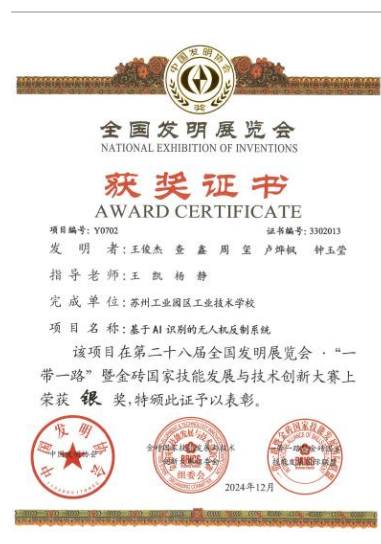 中国发明协会
奖
全国发明展览会
NATIONAL EXHIBITION OF INVENTIONS
获奖证书
AWARD CERTIFICATE
项目编号：Y0702 证书编号：3302013
发明者：王俊杰 查鑫 周玺 卢烨枫 钟玉莹
指导老师：王凯 杨静
完成单位：苏州工业园区工业技术学校
项目名称：基于AI识别的无人机反制系统
该项目在第二十八届全国发明展览会·“一
带一路”暨金砖国家技能发展与技术创新大赛上
荣获 银 奖，特颁此证予以表彰。
中国发明协会
组委会
2024年12月